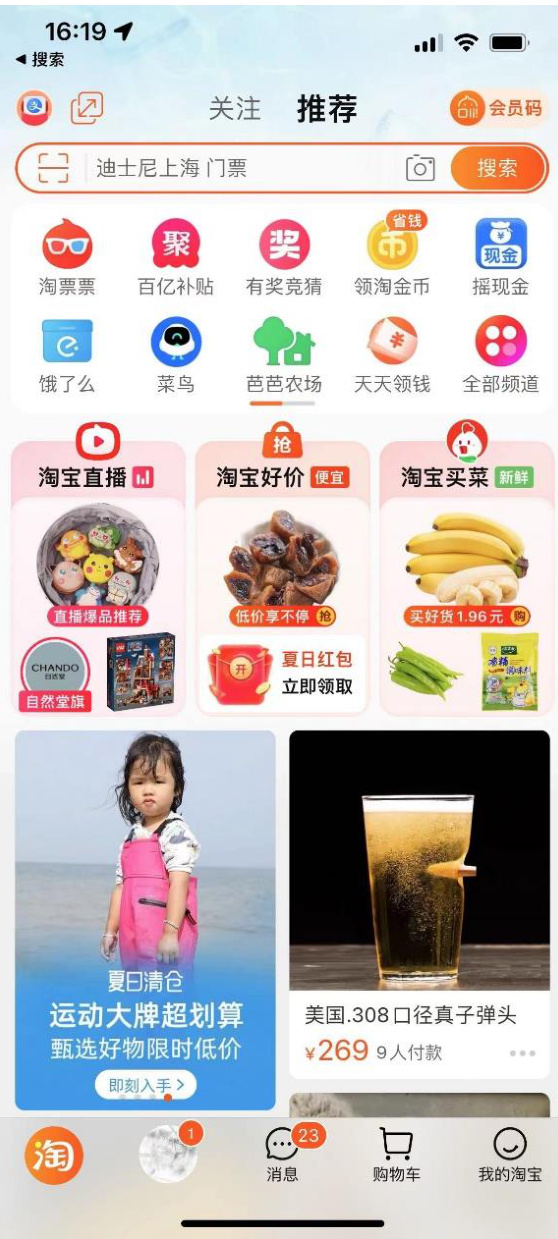 16:19
搜索
关注 推荐
会员码
迪士尼上海 门票
搜索
聚
奖
省钱
币
现金
淘票票 百亿补贴 有奖竞猜 领淘金币 摇现金
饿了么 菜鸟 芭芭农场 天天领钱 全部频道
抢
淘宝直播
淘宝好价 便宜
淘宝买菜 新鲜
直播爆品推荐
低价享不停 抢
买好货1.96元 购
CHANDO
自然堂
自然堂旗
开
夏日红包
立即领取
夏日清仓
运动大牌超划算
甄选好物限时低价
即刻入手
美国.308口径真子弹头
¥269 9人付款
淘
1
23
消息
购物车
我的淘宝